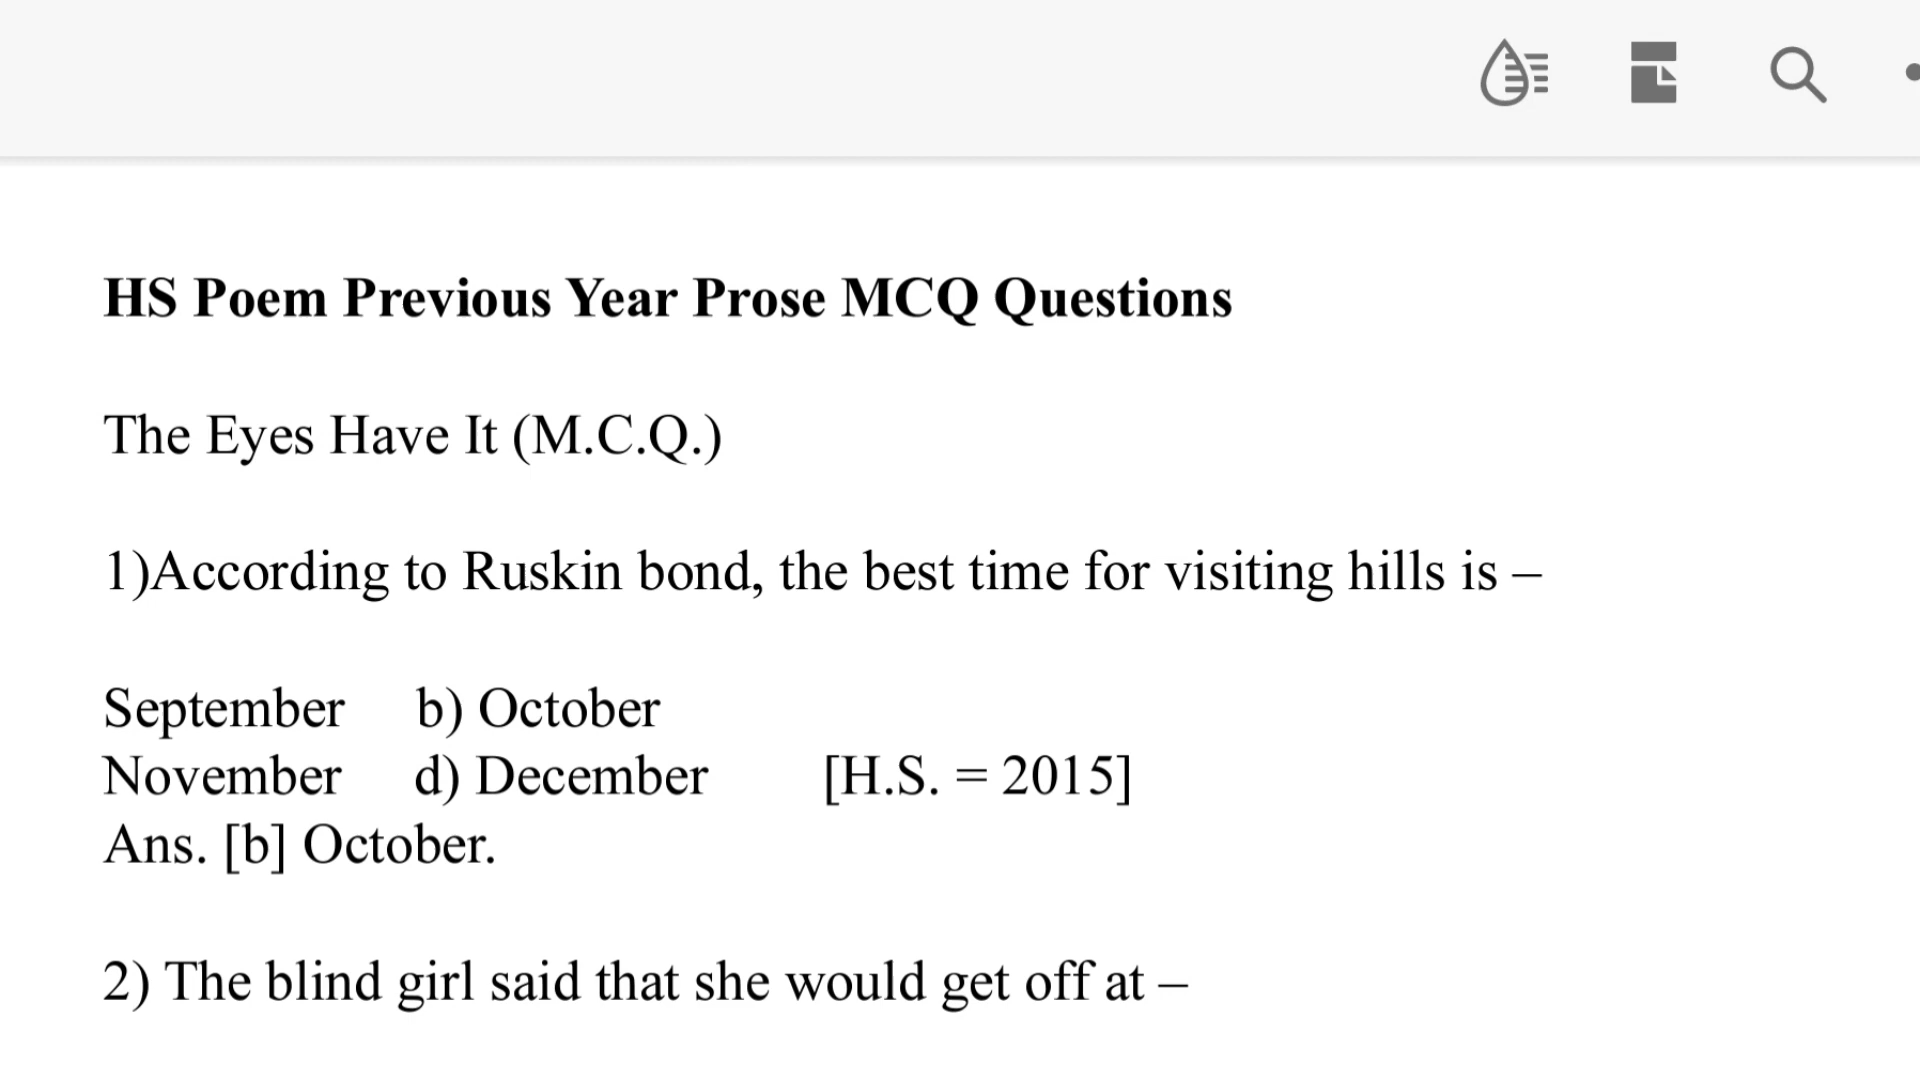 HS Poem Previous Year Prose MCQ Questions
The Eyes Have It (M.C.Q.)
1)According to Ruskin bond, the best time for visiting hills is –
September b) October
November d) December [H.S. = 2015]
Ans. [b] October.
2) The blind girl said that she would get off at –